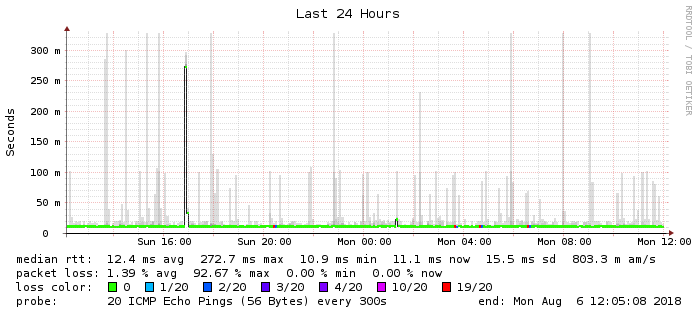 Last 24 Hours
RRDTOOL / TOBI OETIKER
Seconds
300 m
250 m
200 m
150 m
100 m
50 m
0
Sun 16:00 Sun 20:00 Mon 00:00 Mon 04:00 Mon 08:00 Mon 12:00
median rtt: 12.4 ms avg 272.7 ms max 10.9 ms min 11.1 ms now 15.5 ms sd 803.3 m am/s
packet loss: 1.39 % avg 92.67 % max 0.00 % min 0.00 % now
loss color: 0 1/20 2/20 3/20 4/20 10/20 19/20
probe: 20 ICMP Echo Pings (56 Bytes) every 300s end: Mon Aug 6 12:05:08 2018